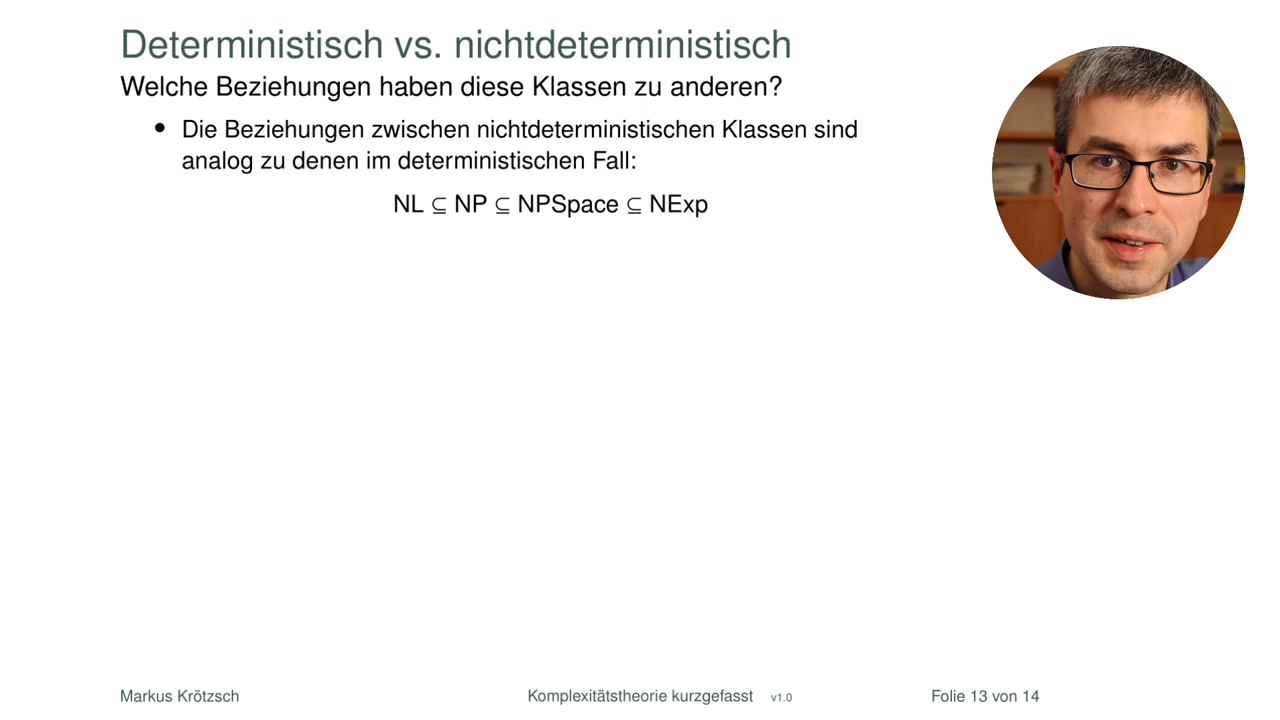 Deterministisch vs. nichtdeterministisch
Welche Beziehungen haben diese Klassen zu anderen?
• Die Beziehungen zwischen nichtdeterministischen Klassen sind
analog zu denen im deterministischen Fall:
NL ⊆ NP ⊆ NPSpace ⊆ NExp
Markus Krötzsch Komplexitätstheorie kurzgefasst v1.0 Folie 13 von 14